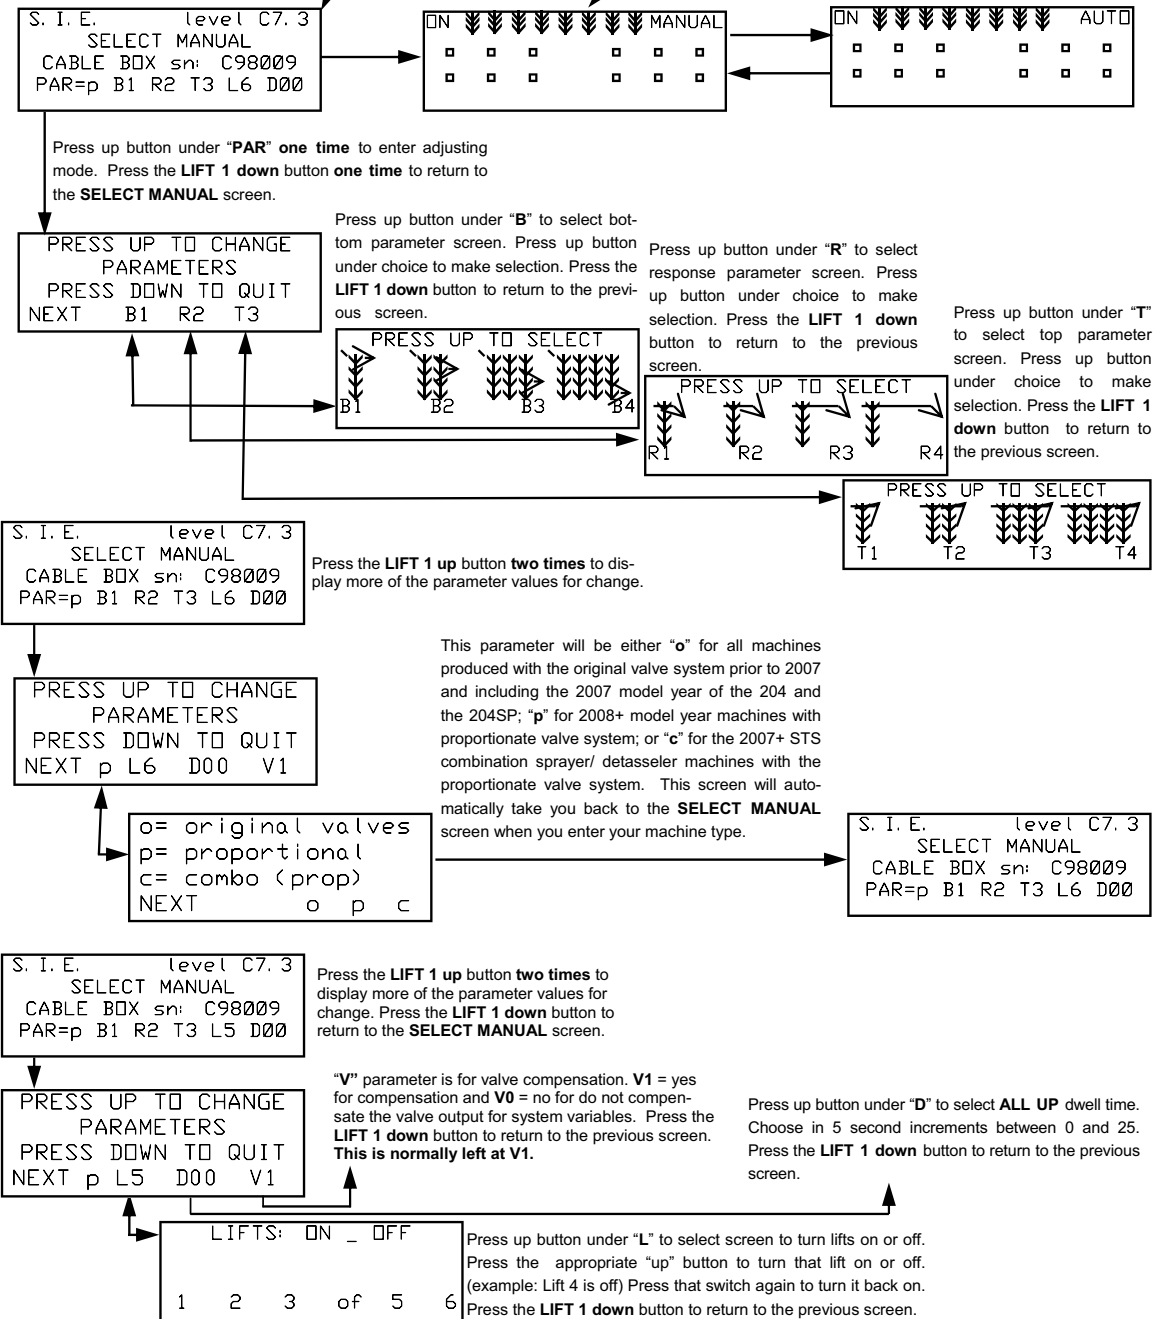 S. I. E. level C7. 3
SELECT MANUAL
CABLE BOX sn: C98009
PAR=p B1 R2 T3 L6 D00
ON MANUAL
ON AUTO
Press up button under “PAR” one time to enter adjusting
mode. Press the LIFT 1 down button one time to return to
the SELECT MANUAL screen.
PRESS UP TO CHANGE
PARAMETERS
PRESS DOWN TO QUIT
NEXT B1 R2 T3
Press up button under “B” to select bot-
tom parameter screen. Press up button
under choice to make selection. Press the
LIFT 1 down button to return to the previ-
ous screen.
PRESS UP TO SELECT
B1 B2 B3 B4
Press up button under “R” to select
response parameter screen. Press
up button under choice to make
selection. Press the LIFT 1 down
button to return to the previous
screen.
PRESS UP TO SELECT
R1 R2 R3 R4
Press up button under “T”
to select top parameter
screen. Press up button
under choice to make
selection. Press the LIFT 1
down button to return to
the previous screen.
PRESS UP TO SELECT
T1 T2 T3 T4
S. I. E. level C7. 3
SELECT MANUAL
CABLE BOX sn: C98009
PAR=p B1 R2 T3 L6 D00
Press the LIFT 1 up button two times to dis-
play more of the parameter values for change.
PRESS UP TO CHANGE
PARAMETERS
PRESS DOWN TO QUIT
NEXT p L6 D00 V1
This parameter will be either “o” for all machines
produced with the original valve system prior to 2007
and including the 2007 model year of the 204 and
the 204SP; “p” for 2008+ model year machines with
proportionate valve system; or “c” for the 2007+ STS
combination sprayer/ detasseler machines with the
proportionate valve system. This screen will auto-
matically take you back to the SELECT MANUAL
screen when you enter your machine type.
o= original valves
p= proportional
c= combo (prop)
NEXT o p c
S. I. E. level C7. 3
SELECT MANUAL
CABLE BOX sn: C98009
PAR=p B1 R2 T3 L6 D00
S. I. E. level C7. 3
SELECT MANUAL
CABLE BOX sn: C98009
PAR=p B1 R2 T3 L5 D00
Press the LIFT 1 up button two times to
display more of the parameter values for
change. Press the LIFT 1 down button to
return to the SELECT MANUAL screen.
PRESS UP TO CHANGE
PARAMETERS
PRESS DOWN TO QUIT
NEXT p L5 D00 V1
“V” parameter is for valve compensation. V1 = yes
for compensation and V0 = no for do not compen-
sate the valve output for system variables. Press the
LIFT 1 down button to return to the previous screen.
This is normally left at V1.
Press up button under “D” to select ALL UP dwell time.
Choose in 5 second increments between 0 and 25.
Press the LIFT 1 down button to return to the previous
screen.
LIFTS: ON _ OFF
1 2 3 of 5 6
Press up button under “L” to select screen to turn lifts on or off.
Press the appropriate “up” button to turn that lift on or off.
(example: Lift 4 is off) Press that switch again to turn it back on.
Press the LIFT 1 down button to return to the previous screen.